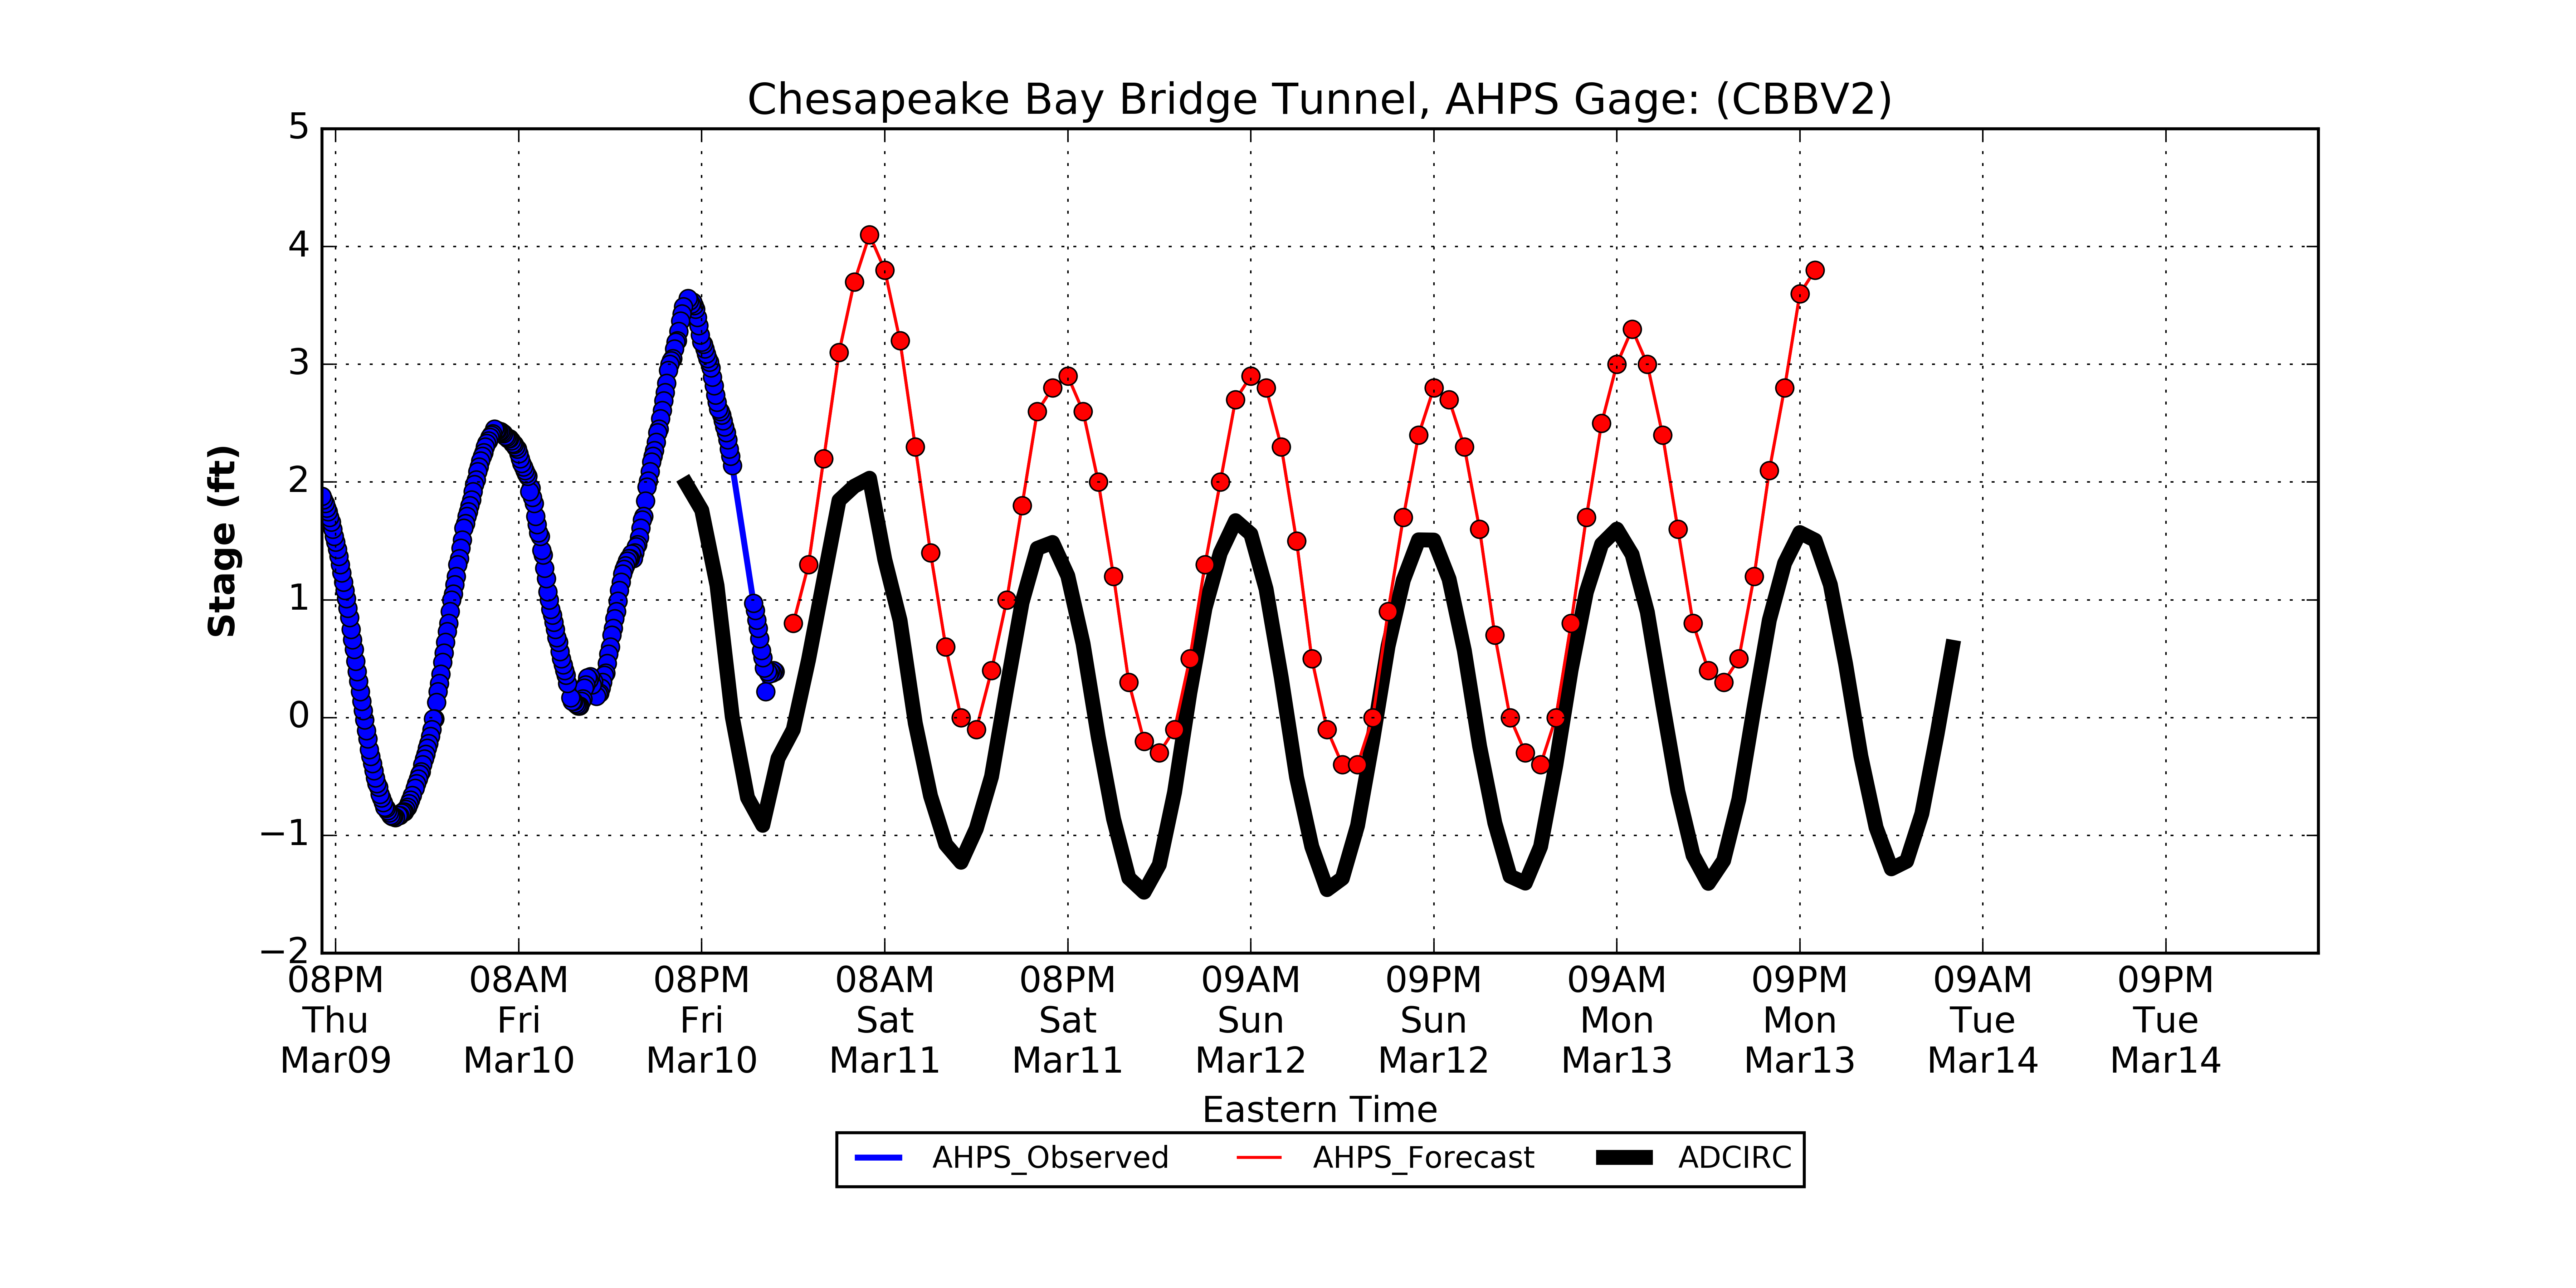 Chesapeake Bay Bridge Tunnel, AHPS Gage: (CBBV2)
5
4
3
2
1
0
−1
−2
Stage (ft)
08PM 08AM 08PM 08AM 08PM 09AM 09PM 09AM 09PM 09AM 09PM
Thu Fri Fri Sat Sat Sun Sun Mon Mon Tue Tue
Mar09 Mar10 Mar10 Mar11 Mar11 Mar12 Mar12 Mar13 Mar13 Mar14 Mar14
Eastern Time
AHPS_Observed AHPS_Forecast ADCIRC